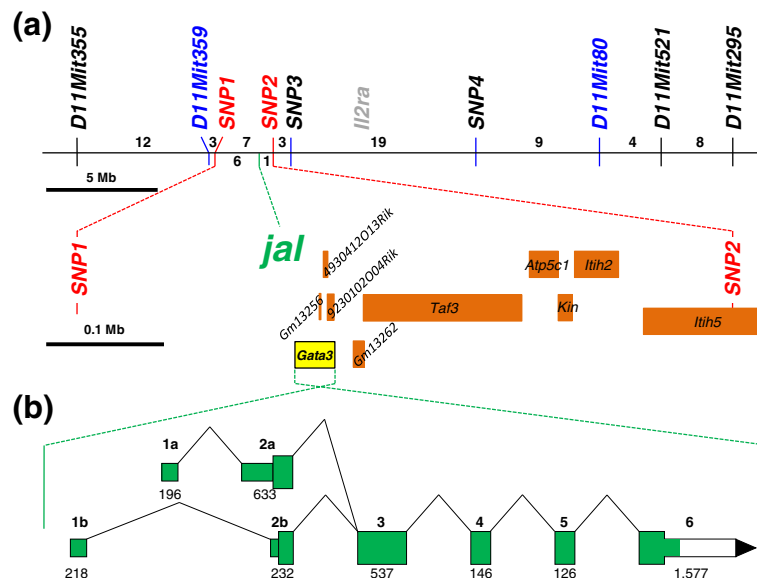 (a)
D11Mit355
D11Mit359
SNP1
SNP2
SNP3
Il2ra
SNP4
D11Mit80
D11Mit521
D11Mit295
12 3 7 3 19 9 4 8
6 1
5 Mb
SNP1
jal
4930412O13Rik
Gm13256
9230102O04Rik
Atp5c1
Itih2
SNP2
Taf3
Kin
Itih5
0.1 Mb
Gata3
Gm13262
(b)
1a 2a
196 633
1b 2b 3 4 5 6
218 232 537 146 126 1.577